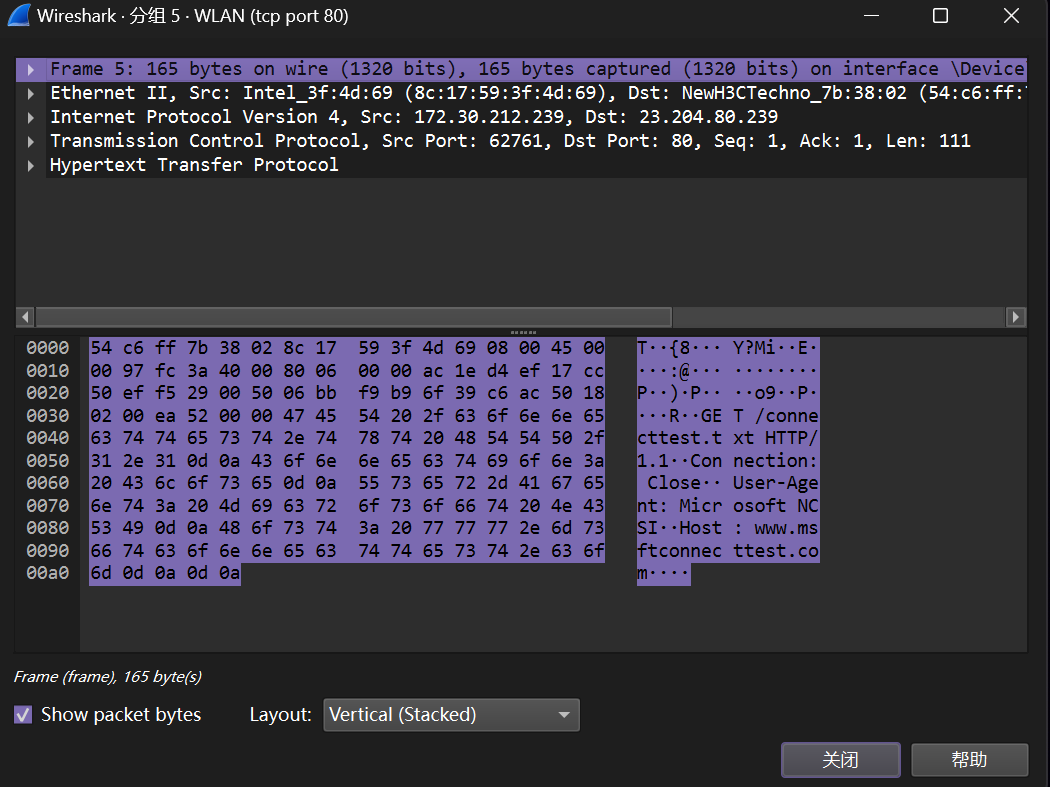 Wireshark · 分组 5 · WLAN (tcp port 80)
Frame 5: 165 bytes on wire (1320 bits), 165 bytes captured (1320 bits) on interface \Device
Ethernet II, Src: Intel_3f:4d:69 (8c:17:59:3f:4d:69), Dst: NewH3CTechno_7b:38:02 (54:c6:ff:
Internet Protocol Version 4, Src: 172.30.212.239, Dst: 23.204.80.239
Transmission Control Protocol, Src Port: 62761, Dst Port: 80, Seq: 1, Ack: 1, Len: 111
Hypertext Transfer Protocol
0000 54 c6 ff 7b 38 02 8c 17 59 3f 4d 69 08 00 45 00 T··{8··· Y?Mi··E·
0010 00 97 fc 3a 40 00 80 06 00 00 ac 1e d4 ef 17 cc ···:@··· ········
0020 50 ef f5 29 00 50 06 bb f9 b9 6f 39 c6 ac 50 18 P··)·P·· ··o9··P·
0030 02 00 ea 52 00 00 47 45 54 20 2f 63 6f 6e 6e 65 ···R··GE T /conne
0040 63 74 74 65 73 74 2e 74 78 74 20 48 54 54 50 2f cttest.t xt HTTP/
0050 31 2e 31 0d 0a 43 6f 6e 6e 65 63 74 69 6f 6e 3a 1.1··Con nection:
0060 20 43 6c 6f 73 65 0d 0a 55 73 65 72 2d 41 67 65 Close·· User-Age
0070 6e 74 3a 20 4d 69 63 72 6f 73 6f 66 74 20 4e 43 nt: Micr osoft NC
0080 53 49 0d 0a 48 6f 73 74 3a 20 77 77 77 2e 6d 73 SI··Host : www.ms
0090 66 74 63 6f 6e 6e 65 63 74 74 65 73 74 2e 63 6f ftconnec ttest.co
00a0 6d 0d 0a 0d 0a m····
Frame (frame), 165 byte(s)
Show packet bytes Layout: Vertical (Stacked)
关闭 帮助